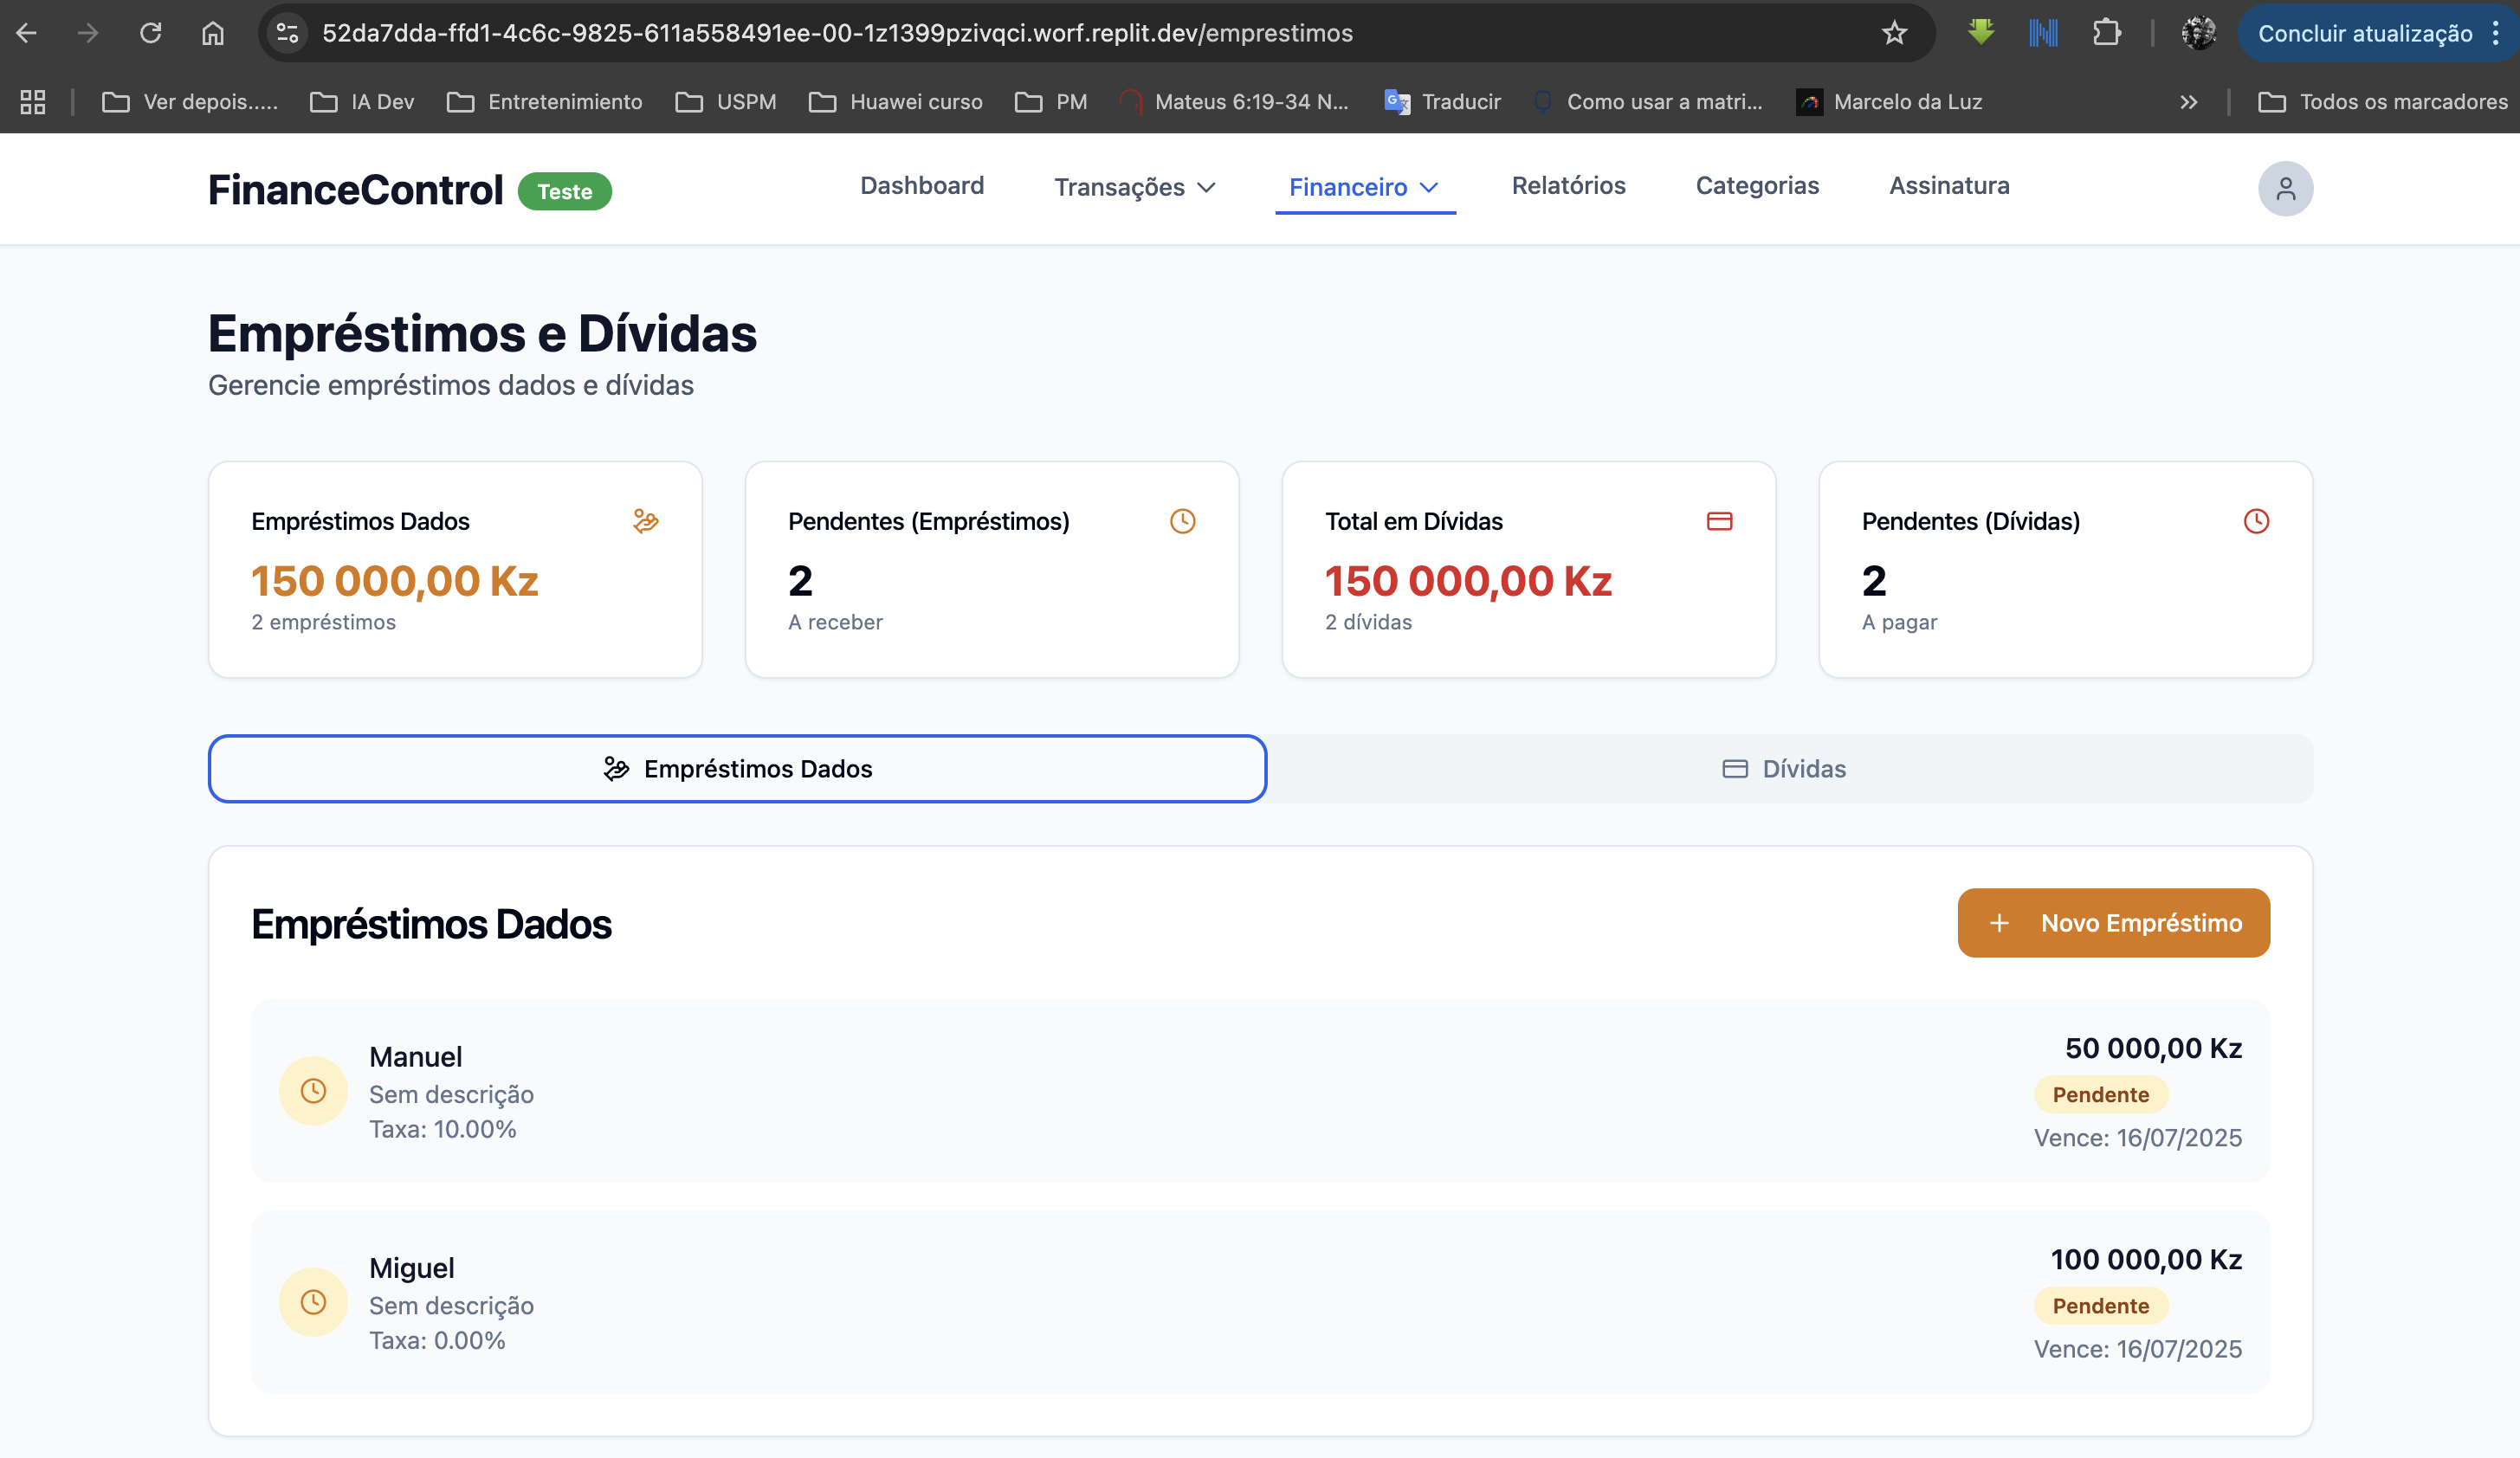 52da7dda-ffd1-4c6c-9825-611a558491ee-00-1z1399pzivqci.worf.replit.dev/emprestimos
Concluir atualização
Ver depois.....
IA Dev
Entretenimiento
USPM
Huawei curso
PM
Mateus 6:19-34 N...
Traducir
Como usar a matri...
Marcelo da Luz
Todos os marcadores
FinanceControl Teste
Dashboard
Transações
Financeiro
Relatórios
Categorias
Assinatura
Empréstimos e Dívidas
Gerencie empréstimos dados e dívidas
Empréstimos Dados
150 000,00 Kz
2 empréstimos
Pendentes (Empréstimos)
2
A receber
Total em Dívidas
150 000,00 Kz
2 dívidas
Pendentes (Dívidas)
2
A pagar
Empréstimos Dados
Dívidas
Empréstimos Dados
+ Novo Empréstimo
Manuel
Sem descrição
Taxa: 10.00%
50 000,00 Kz
Pendente
Vence: 16/07/2025
Miguel
Sem descrição
Taxa: 0.00%
100 000,00 Kz
Pendente
Vence: 16/07/2025